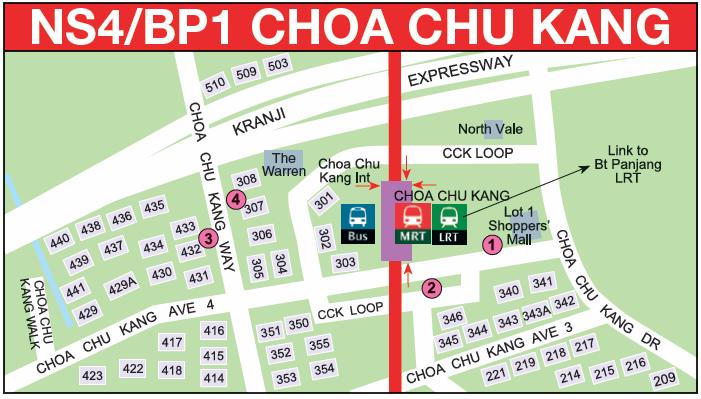 NS4/BP1 CHOA CHU KANG
510
509
503
KRANJI
EXPRESSWAY
CHOA CHU KANG WAY
North Vale
CCK LOOP
The
Warren
Choa Chu
Kang Int
Link to
Bt Panjang
LRT
308
4
307
306
305
304
301
302
303
CHOA CHU KANG
Bus
MRT
LRT
Lot 1
Shoppers'
Mall
1
435
436
438
440
433
3
432
434
437
439
431
430
429A
441
429
CHOA CHU
KANG WALK
CHOA CHU KANG AVE 4
2
CCK LOOP
CHOA CHU KANG DR
340
341
342
343A
343
344
345
346
416
417
415
418
414
422
423
351
350
352
355
353
354
CHOA CHU KANG AVE 3
221
219
218
217
214
215
216
209